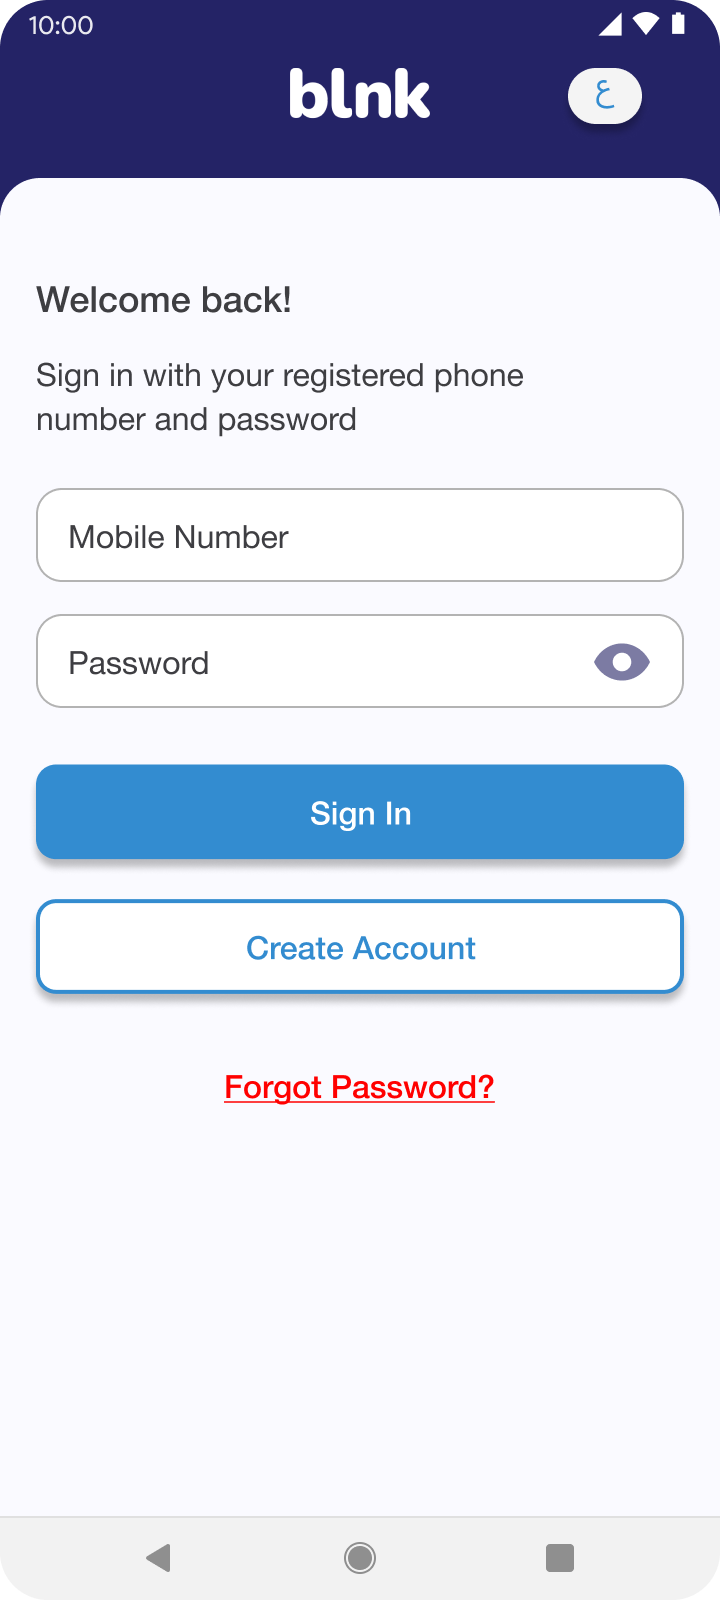 10:00
blnk
ع
Welcome back!
Sign in with your registered phone
number and password
Mobile Number
Password
Sign In
Create Account
Forgot Password?